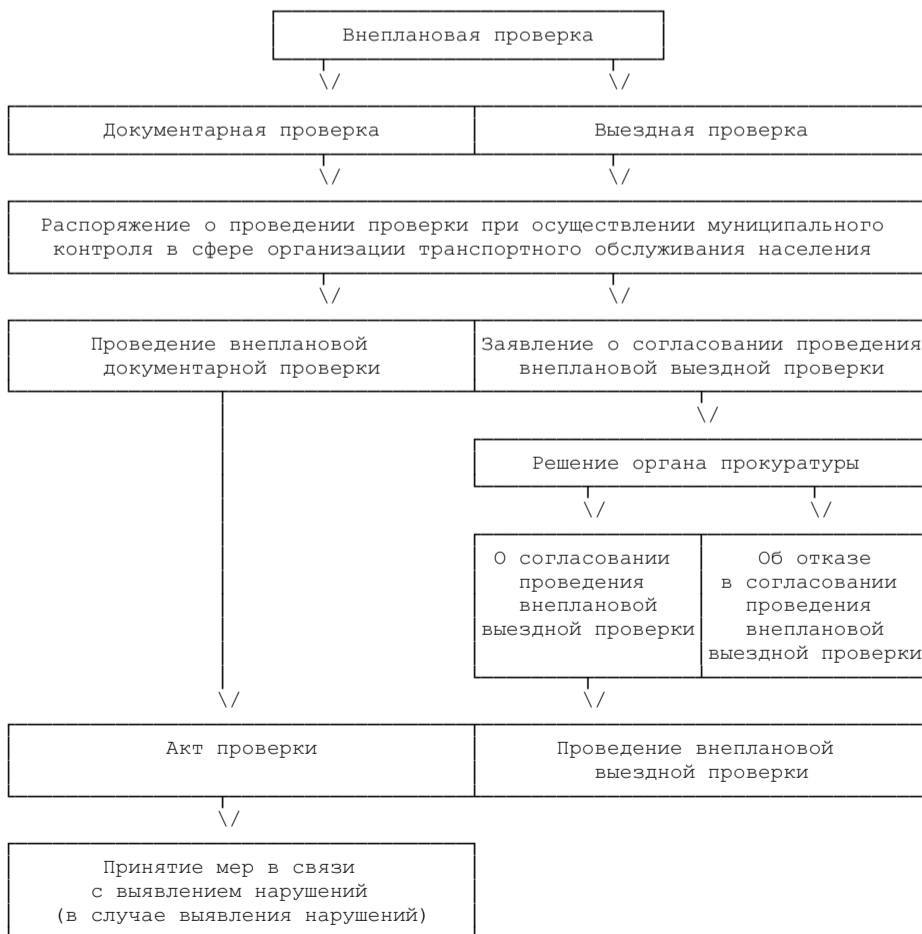 Внеплановая проверка
Документарная проверка
Выездная проверка
Распоряжение о проведении проверки при осуществлении муниципального
контроля в сфере организации транспортного обслуживания населения
Проведение внеплановой
документарной проверки
Заявление о согласовании проведения
внеплановой выездной проверки
Решение органа прокуратуры
О согласовании
проведения
внеплановой
выездной проверки
Об отказе
в согласовании
проведения
внеплановой
выездной проверки
Акт проверки
Проведение внеплановой
выездной проверки
Принятие мер в связи
с выявлением нарушений
(в случае выявления нарушений)